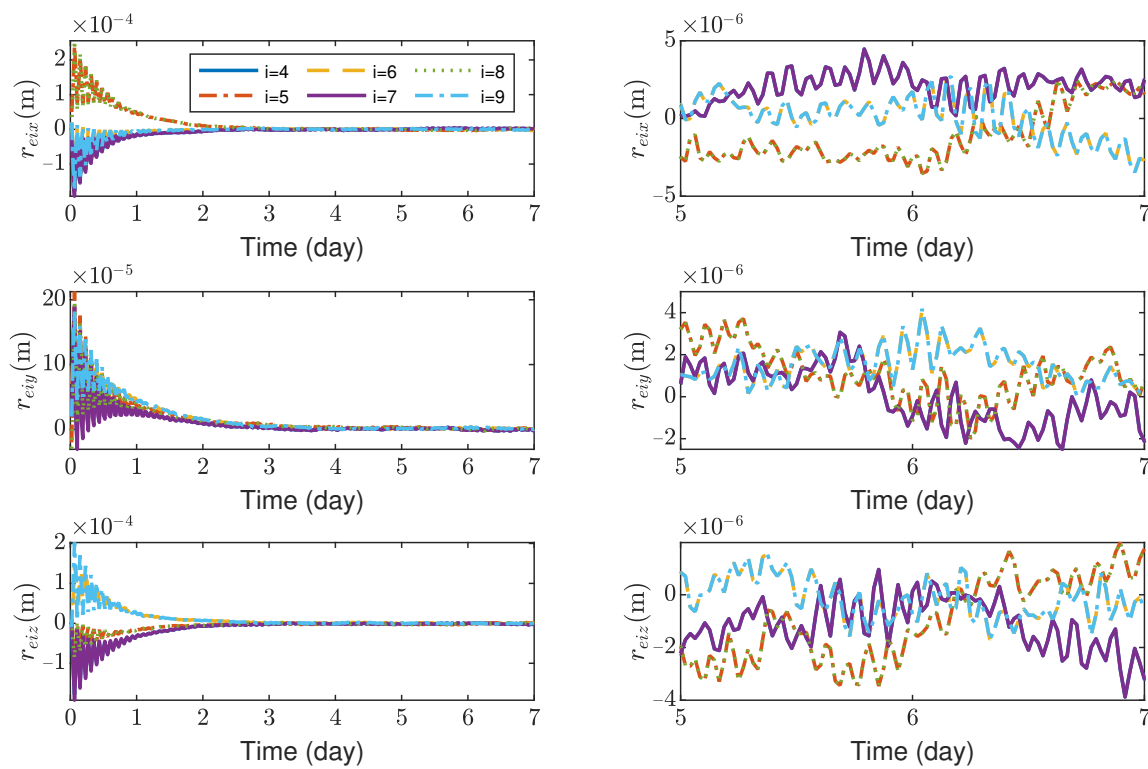 ×10⁻⁴
2
1
0
−1
r_eix(m)
i=4 i=6 i=8
i=5 i=7 i=9
0 1 2 3 4 5 6 7
Time (day)
×10⁻⁶
5
0
−5
r_eix(m)
5 6 7
Time (day)
×10⁻⁵
20
10
0
r_eiy(m)
0 1 2 3 4 5 6 7
Time (day)
×10⁻⁶
4
2
0
−2
r_eiy(m)
5 6 7
Time (day)
×10⁻⁴
2
1
0
−1
r_eiz(m)
0 1 2 3 4 5 6 7
Time (day)
×10⁻⁶
0
−2
−4
r_eiz(m)
5 6 7
Time (day)